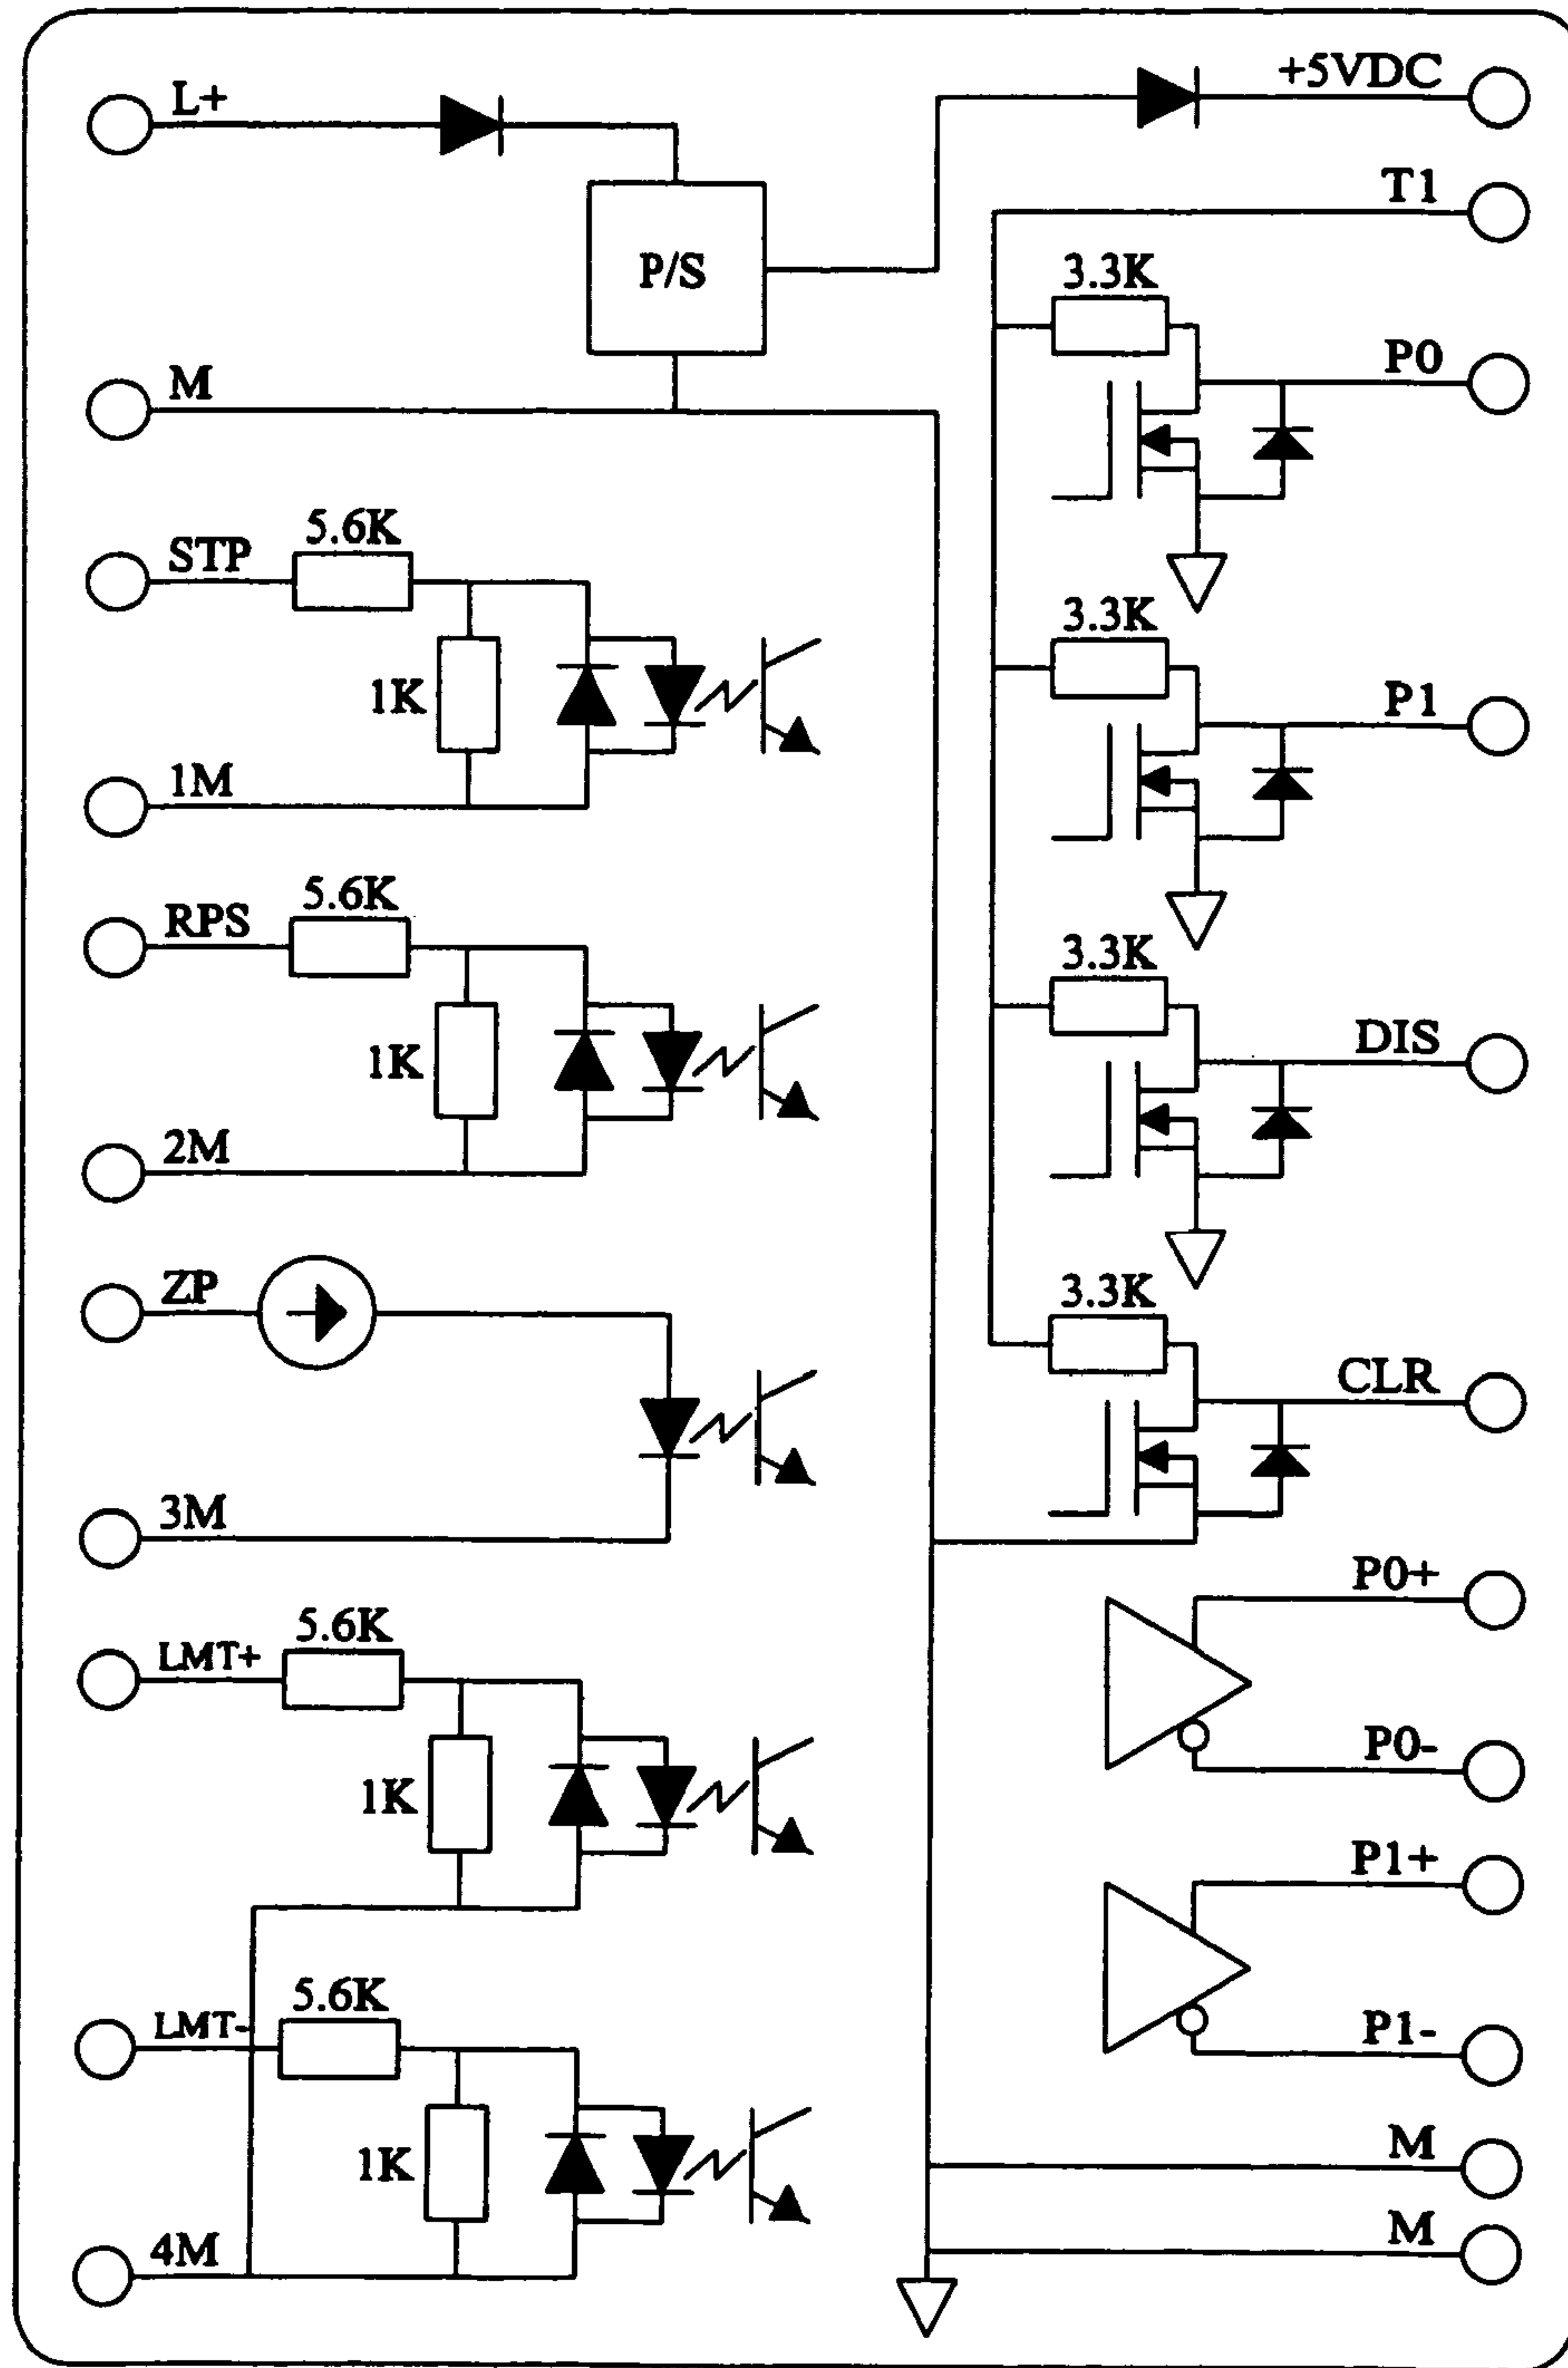 L+
+5VDC
T1
P/S
3.3K
M
P0
STP
5.6K
3.3K
1K
P1
1M
RPS
5.6K
3.3K
1K
DIS
2M
ZP
3.3K
CLR
3M
P0+
LMT+
5.6K
P0-
1K
P1+
LMT-
5.6K
P1-
1K
M
4M
M